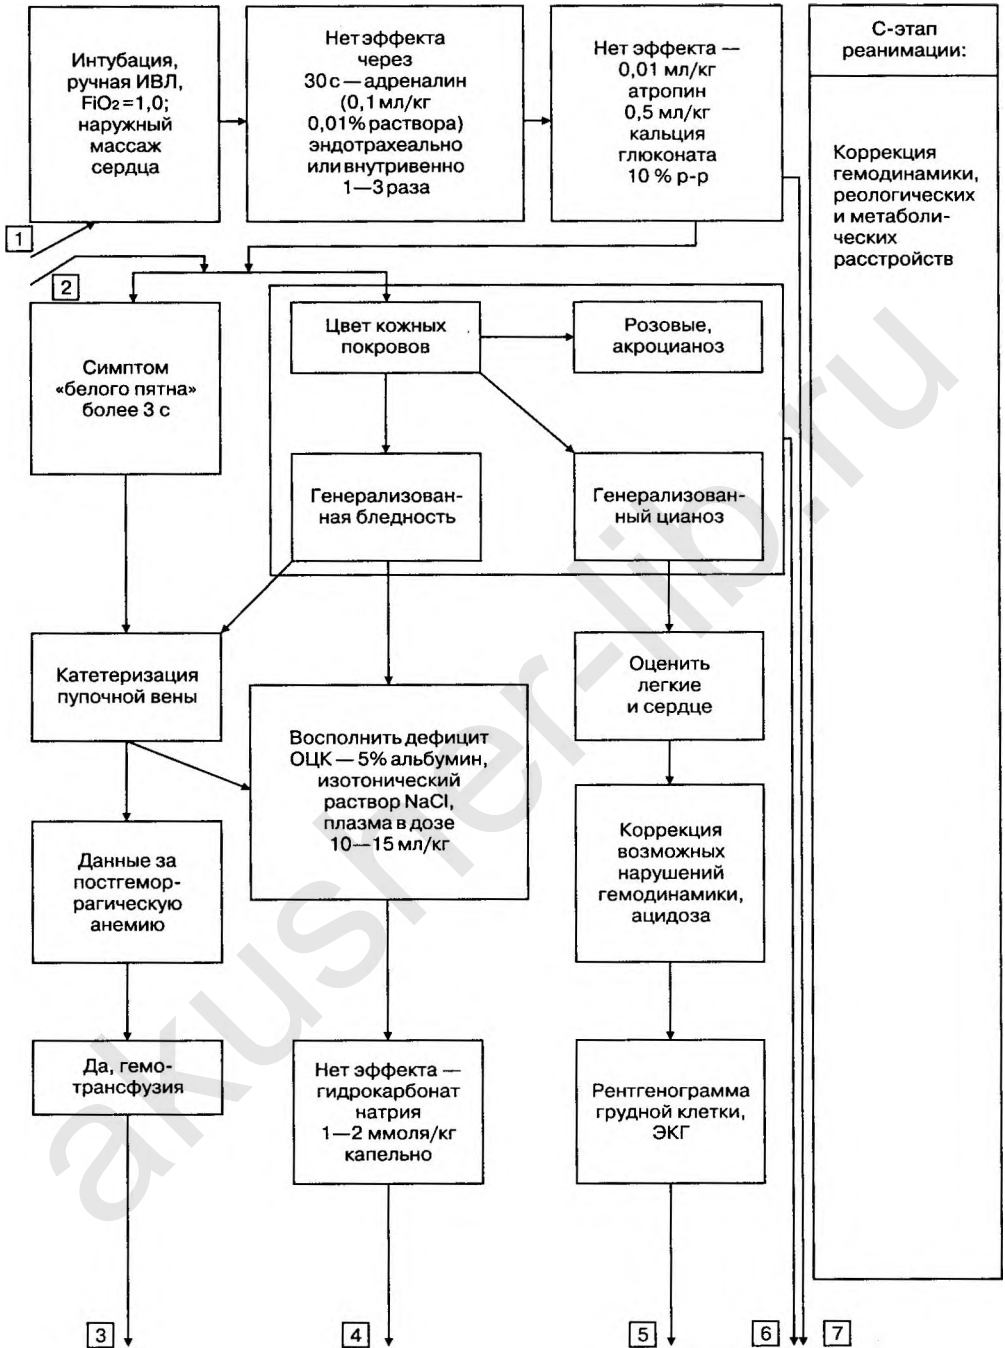 Интубация,
ручная ИВЛ,
FiO2=1,0;
наружный
массаж
сердца
Нет эффекта
через
30 с — адреналин
(0,1 мл/кг
0,01% раствора)
эндотрахеально
или внутривенно
1—3 раза
Нет эффекта —
0,01 мл/кг
атропин
0,5 мл/кг
кальция
глюконата
10 % р-р
С-этап
реанимации:
Коррекция
гемодинамики,
реологических
и метаболи-
ческих
расстройств
1
2
Симптом
«белого пятна»
более 3 с
Цвет кожных
покровов
Розовые,
акроцианоз
Генерализован-
ная бледность
Генерализован-
ный цианоз
Катетеризация
пупочной вены
Восполнить дефицит
ОЦК — 5% альбумин,
изотонический
раствор NaCl,
плазма в дозе
10—15 мл/кг
Оценить
легкие
и сердце
Данные за
постгемор-
рагическую
анемию
Коррекция
возможных
нарушений
гемодинамики,
ацидоза
Да, гемо-
трансфузия
Нет эффекта —
гидрокарбонат
натрия
1—2 ммоля/кг
капельно
Рентгенограмма
грудной клетки,
ЭКГ
3
4
5
6
7
akusher-lib.ru